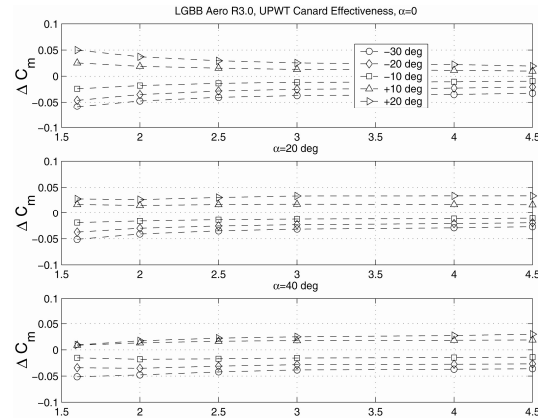 LGBB Aero R3.0, UPWT Canard Effectiveness, α=0
0.1
0.05
0
−0.05
−0.1
Δ Cm
−30 deg
−20 deg
−10 deg
+10 deg
+20 deg
1.5 2 2.5 3 3.5 4 4.5
α=20 deg
0.1
0.05
0
−0.05
−0.1
Δ Cm
1.5 2 2.5 3 3.5 4 4.5
α=40 deg
0.1
0.05
0
−0.05
−0.1
Δ Cm
1.5 2 2.5 3 3.5 4 4.5